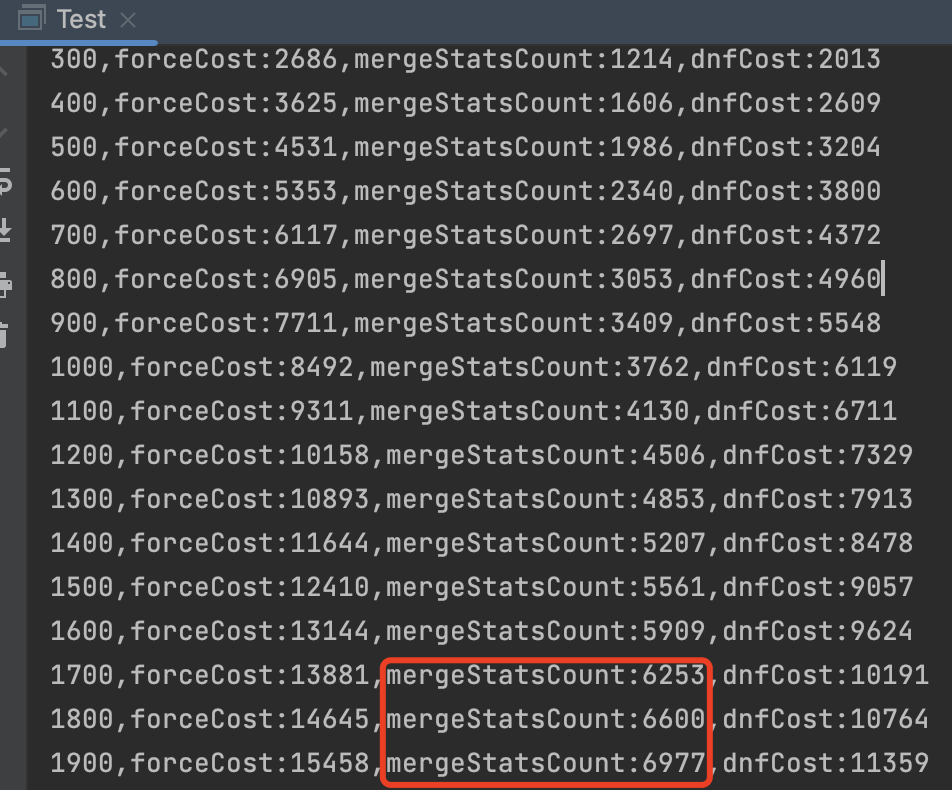 Test
300,forceCost:2686,mergeStatsCount:1214,dnfCost:2013
400,forceCost:3625,mergeStatsCount:1606,dnfCost:2609
500,forceCost:4531,mergeStatsCount:1986,dnfCost:3204
600,forceCost:5353,mergeStatsCount:2340,dnfCost:3800
700,forceCost:6117,mergeStatsCount:2697,dnfCost:4372
800,forceCost:6905,mergeStatsCount:3053,dnfCost:4960
900,forceCost:7711,mergeStatsCount:3409,dnfCost:5548
1000,forceCost:8492,mergeStatsCount:3762,dnfCost:6119
1100,forceCost:9311,mergeStatsCount:4130,dnfCost:6711
1200,forceCost:10158,mergeStatsCount:4506,dnfCost:7329
1300,forceCost:10893,mergeStatsCount:4853,dnfCost:7913
1400,forceCost:11644,mergeStatsCount:5207,dnfCost:8478
1500,forceCost:12410,mergeStatsCount:5561,dnfCost:9057
1600,forceCost:13144,mergeStatsCount:5909,dnfCost:9624
1700,forceCost:13881,mergeStatsCount:6253,dnfCost:10191
1800,forceCost:14645,mergeStatsCount:6600,dnfCost:10764
1900,forceCost:15458,mergeStatsCount:6977,dnfCost:11359